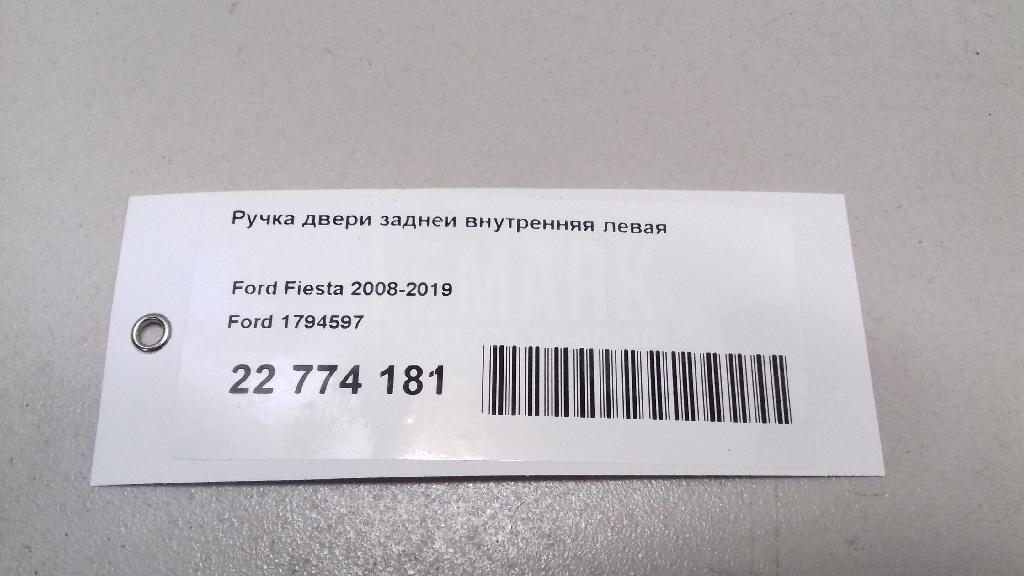 Ручка двери задней внутренняя левая
Ford Fiesta 2008-2019
Ford 1794597
22 774 181